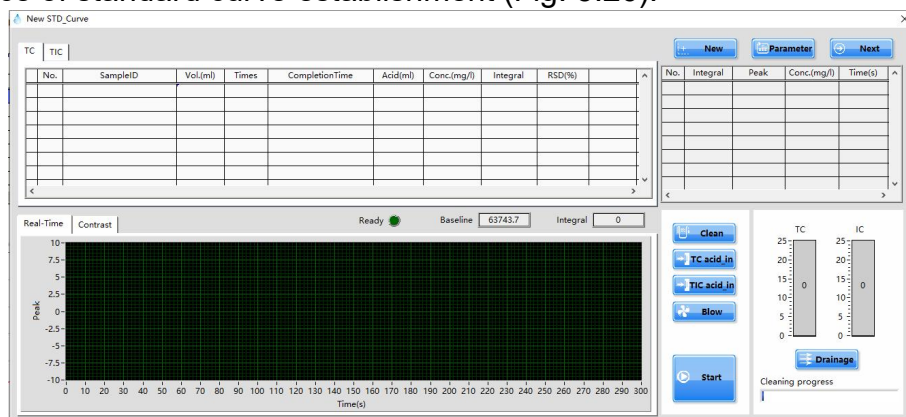 of standard curve establishment (Fig.
New STD_Curve
TC TIC
New Parameter Next
No. SampleID Vol.(ml) Times CompletionTime Acid(ml) Conc.(mg/l) Integral RSD(%)
No. Integral Peak Conc.(mg/l) Time(s)
Real-Time Contrast
Ready Baseline 63743.7 Integral 0
Clean
TC acid_in
TIC acid_in
Blow
Start
Peak
10
7.5
5
2.5
0
-2.5
-5
-7.5
-10
0 10 20 30 40 50 60 70 80 90 100 110 120 130 140 150 160 170 180 190 200 210 220 230 240 250 260 270 280 290 300
Time(s)
TC IC
25 25
20 20
15 15
0 0
10 10
5 5
0 0
Drainage
Cleaning progress